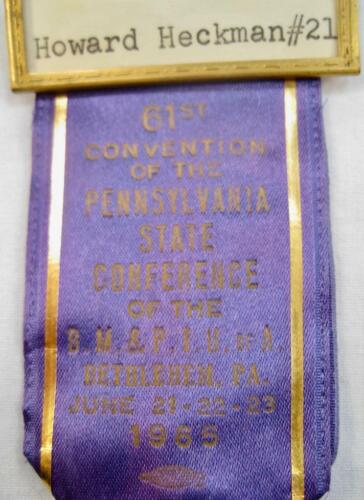 Howard Heckman#21
61ST
CONVENTION
OF THE
PENNSYLVANIA
STATE
CONFERENCE
OF THE
B.M. & P.I.U. OF A.
BETHLEHEM, PA.
JUNE 21-22-23
1965